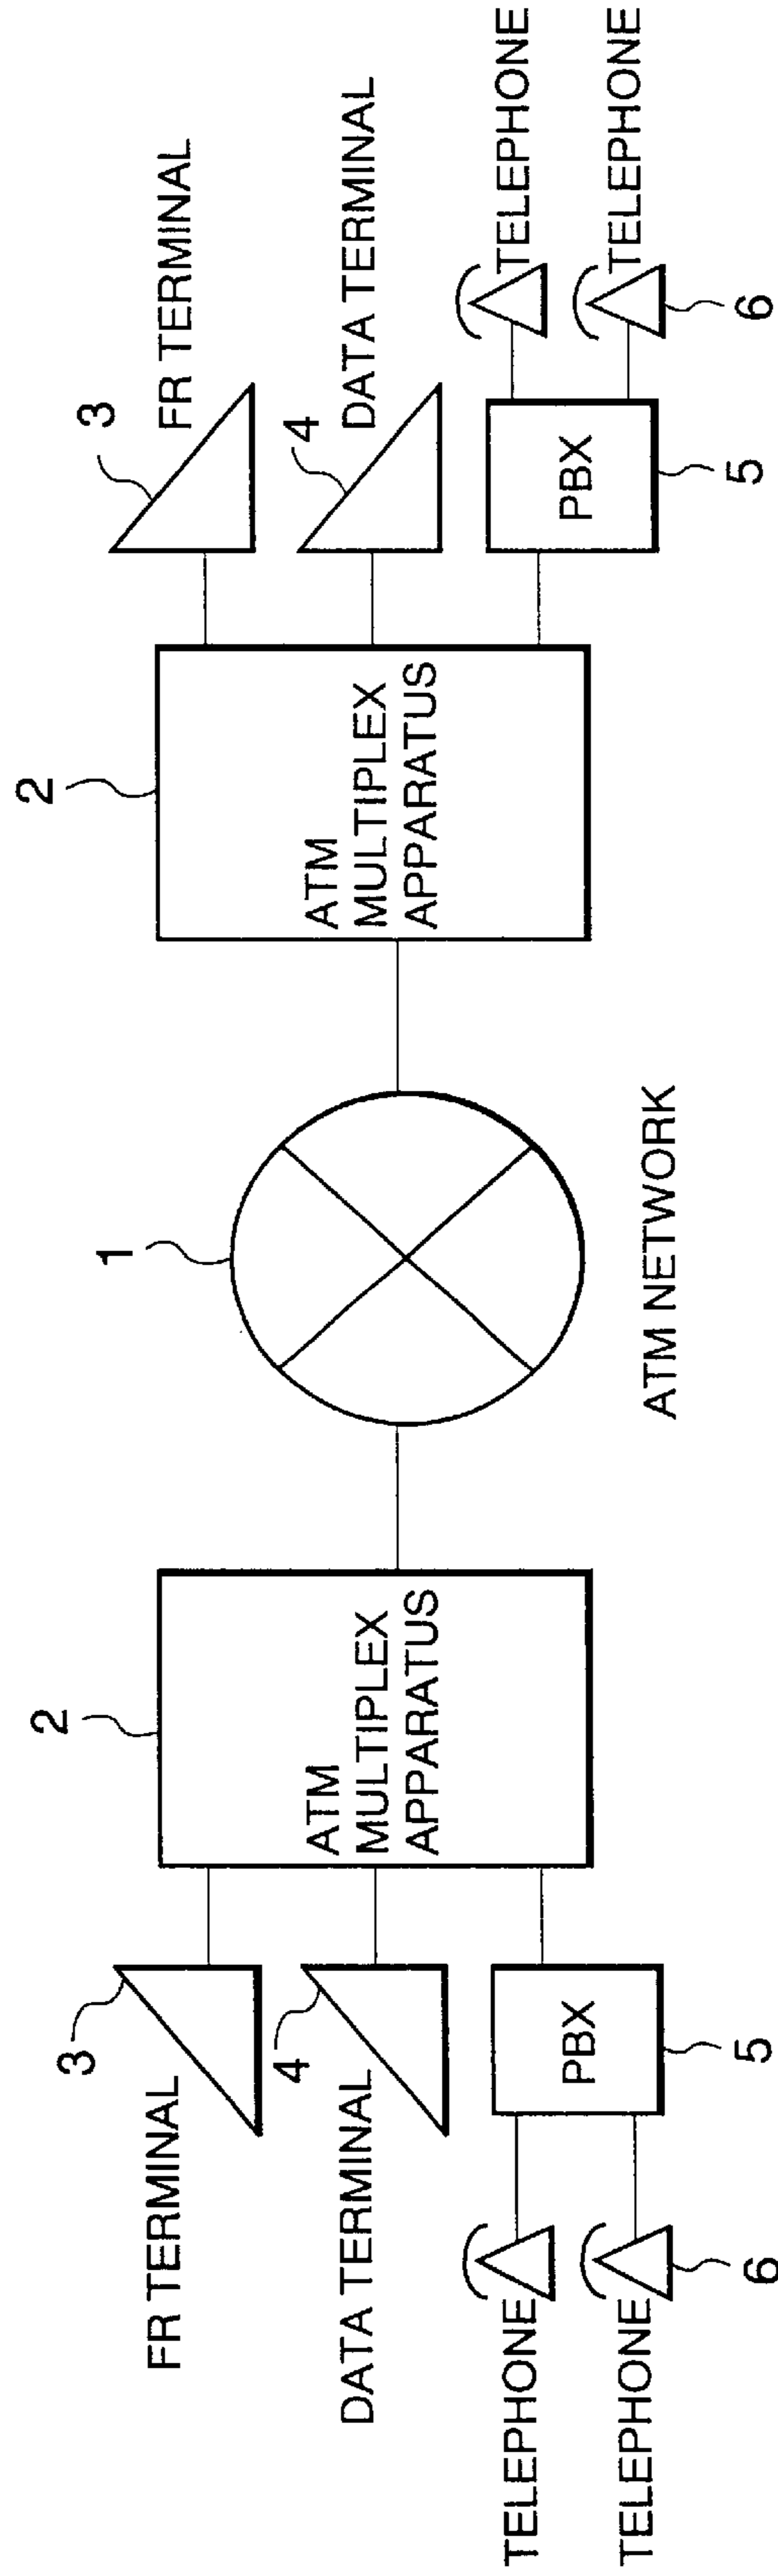 3
FR TERMINAL
4
DATA TERMINAL
TELEPHONE
TELEPHONE
6
PBX
5
2
ATM
MULTIPLEX
APPARATUS
1
ATM NETWORK
2
ATM
MULTIPLEX
APPARATUS
3
FR TERMINAL
4
DATA TERMINAL
PBX
5
TELEPHONE
TELEPHONE
6